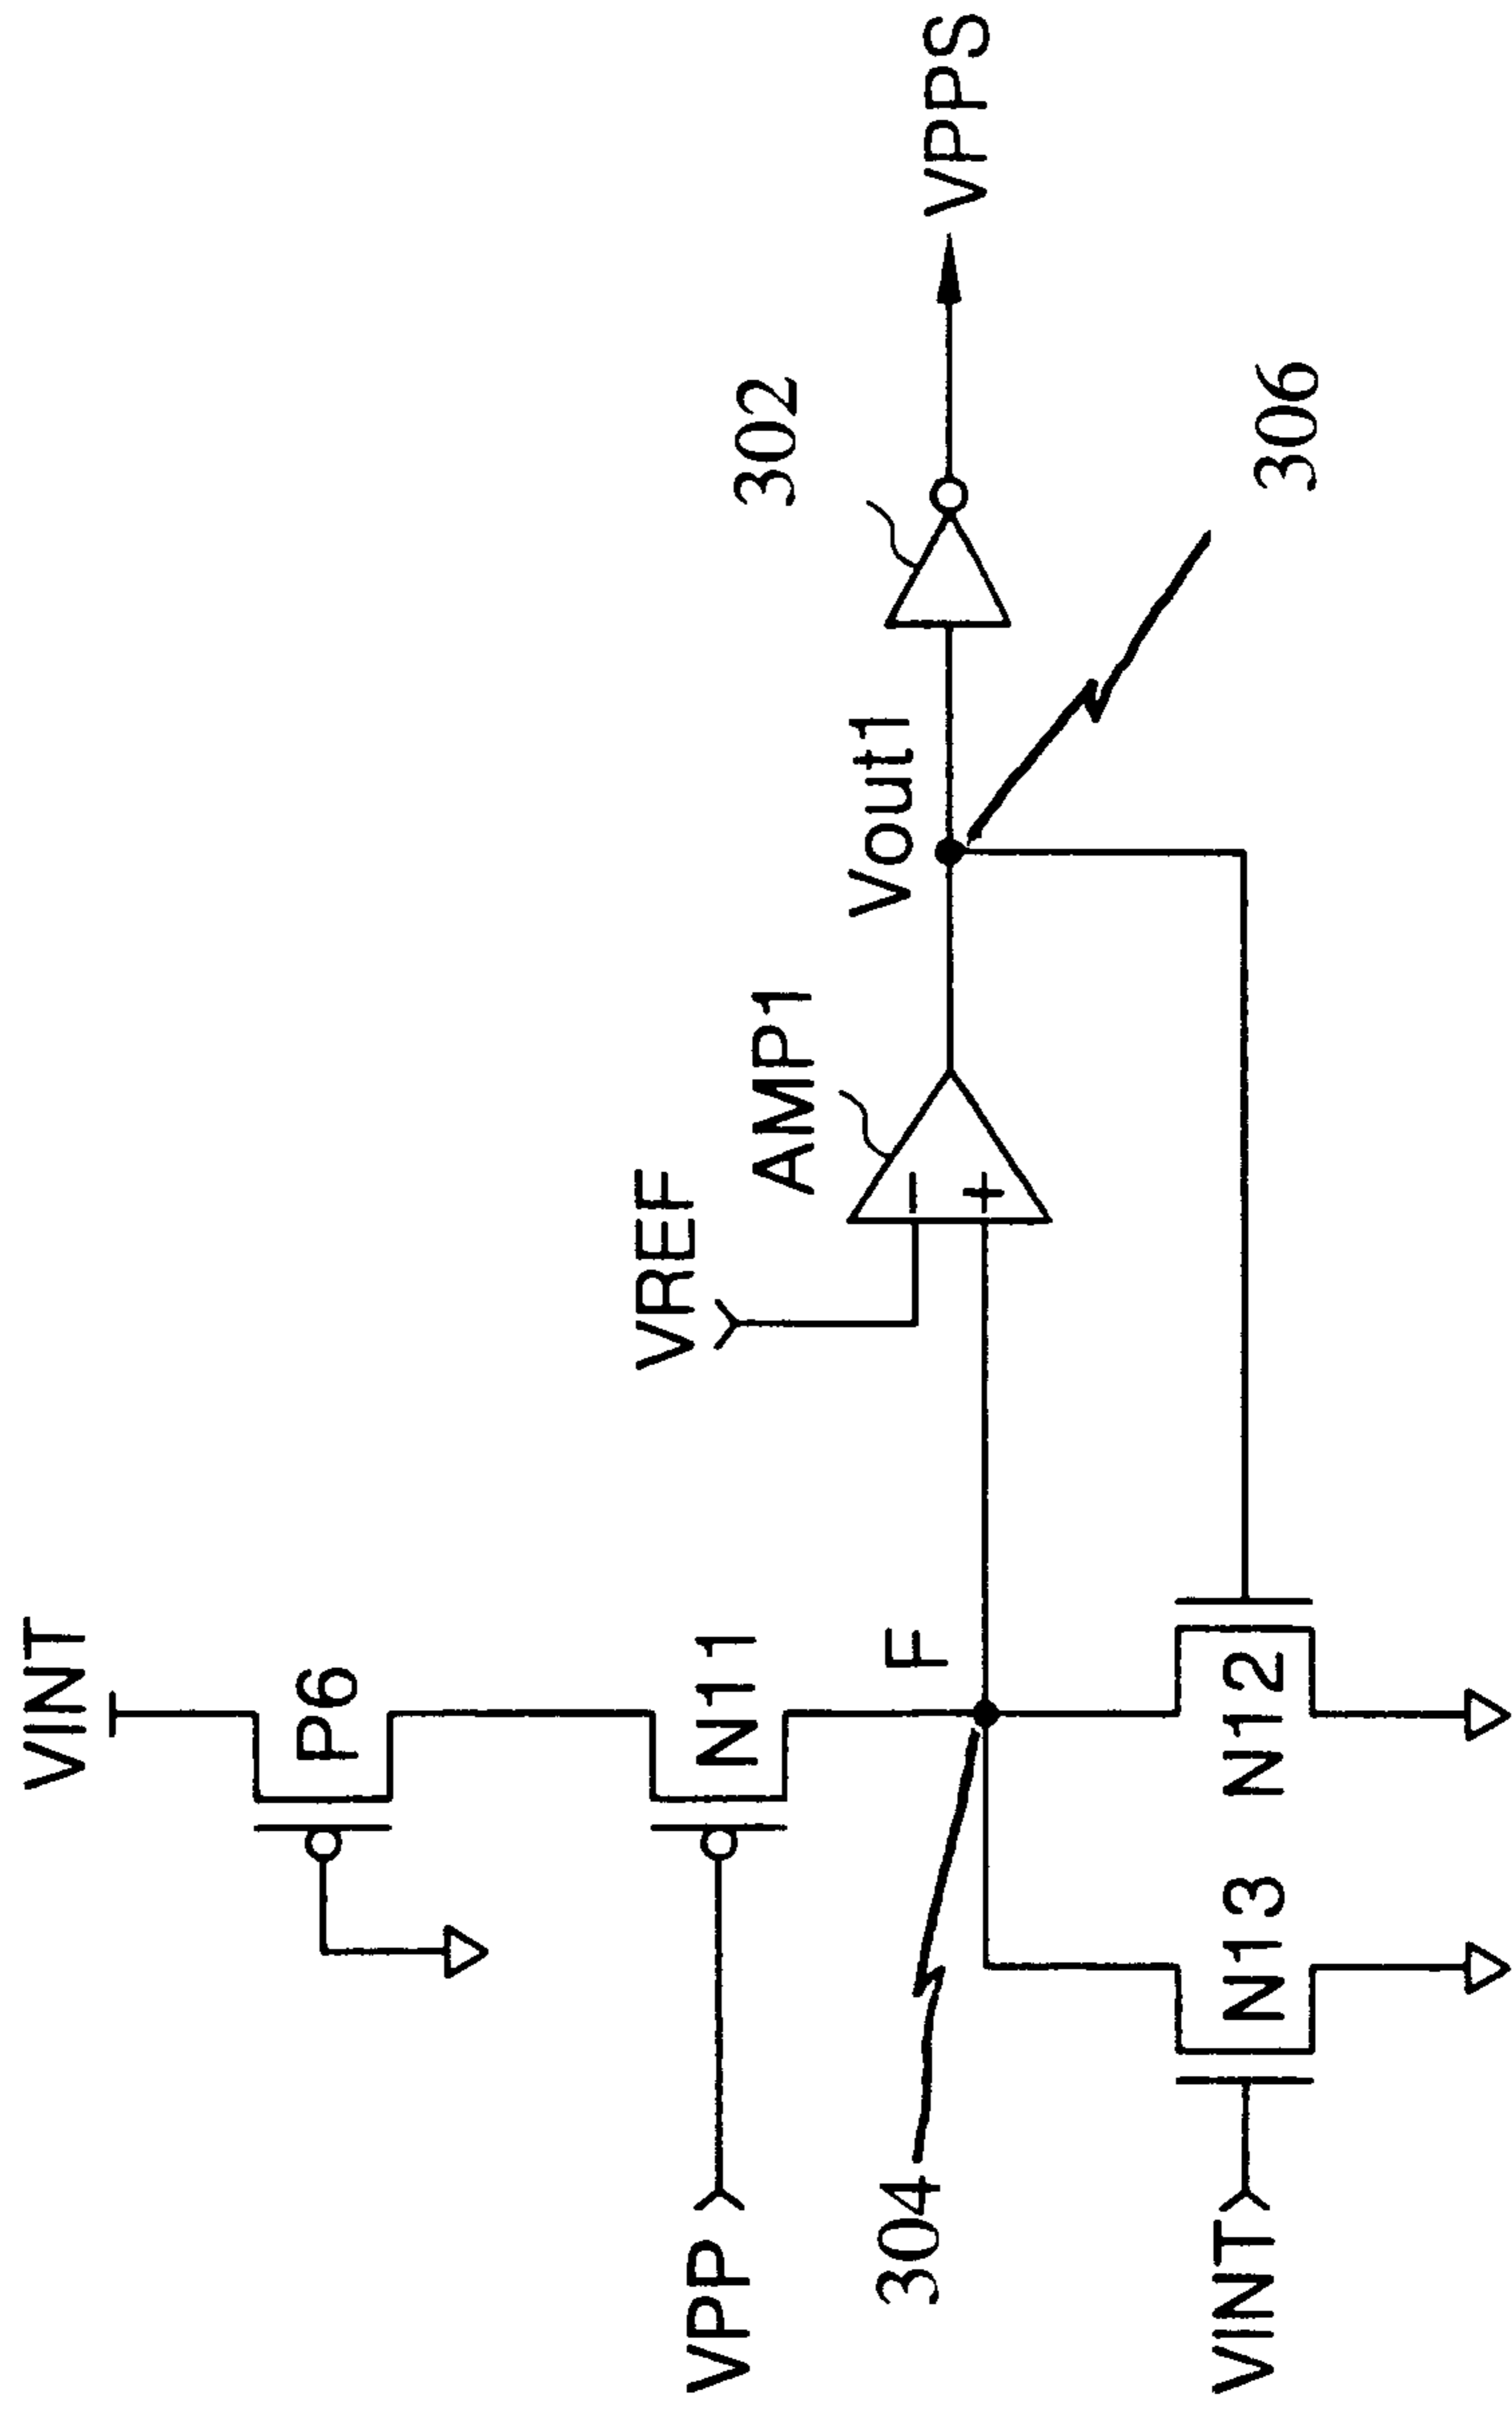 VINT
P6
VPP
N11
304
F
VREF
AMP1
Vout1
302
VPPS
−
+
306
VINT
N13
N12